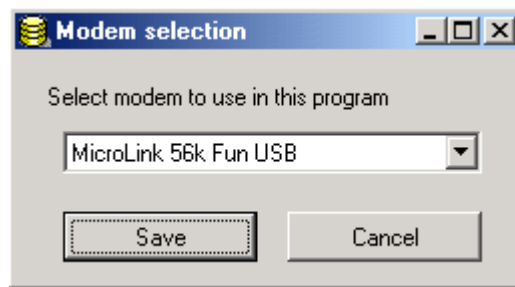 Modem selection
Select modem to use in this program
MicroLink 56k Fun USB
Save
Cancel